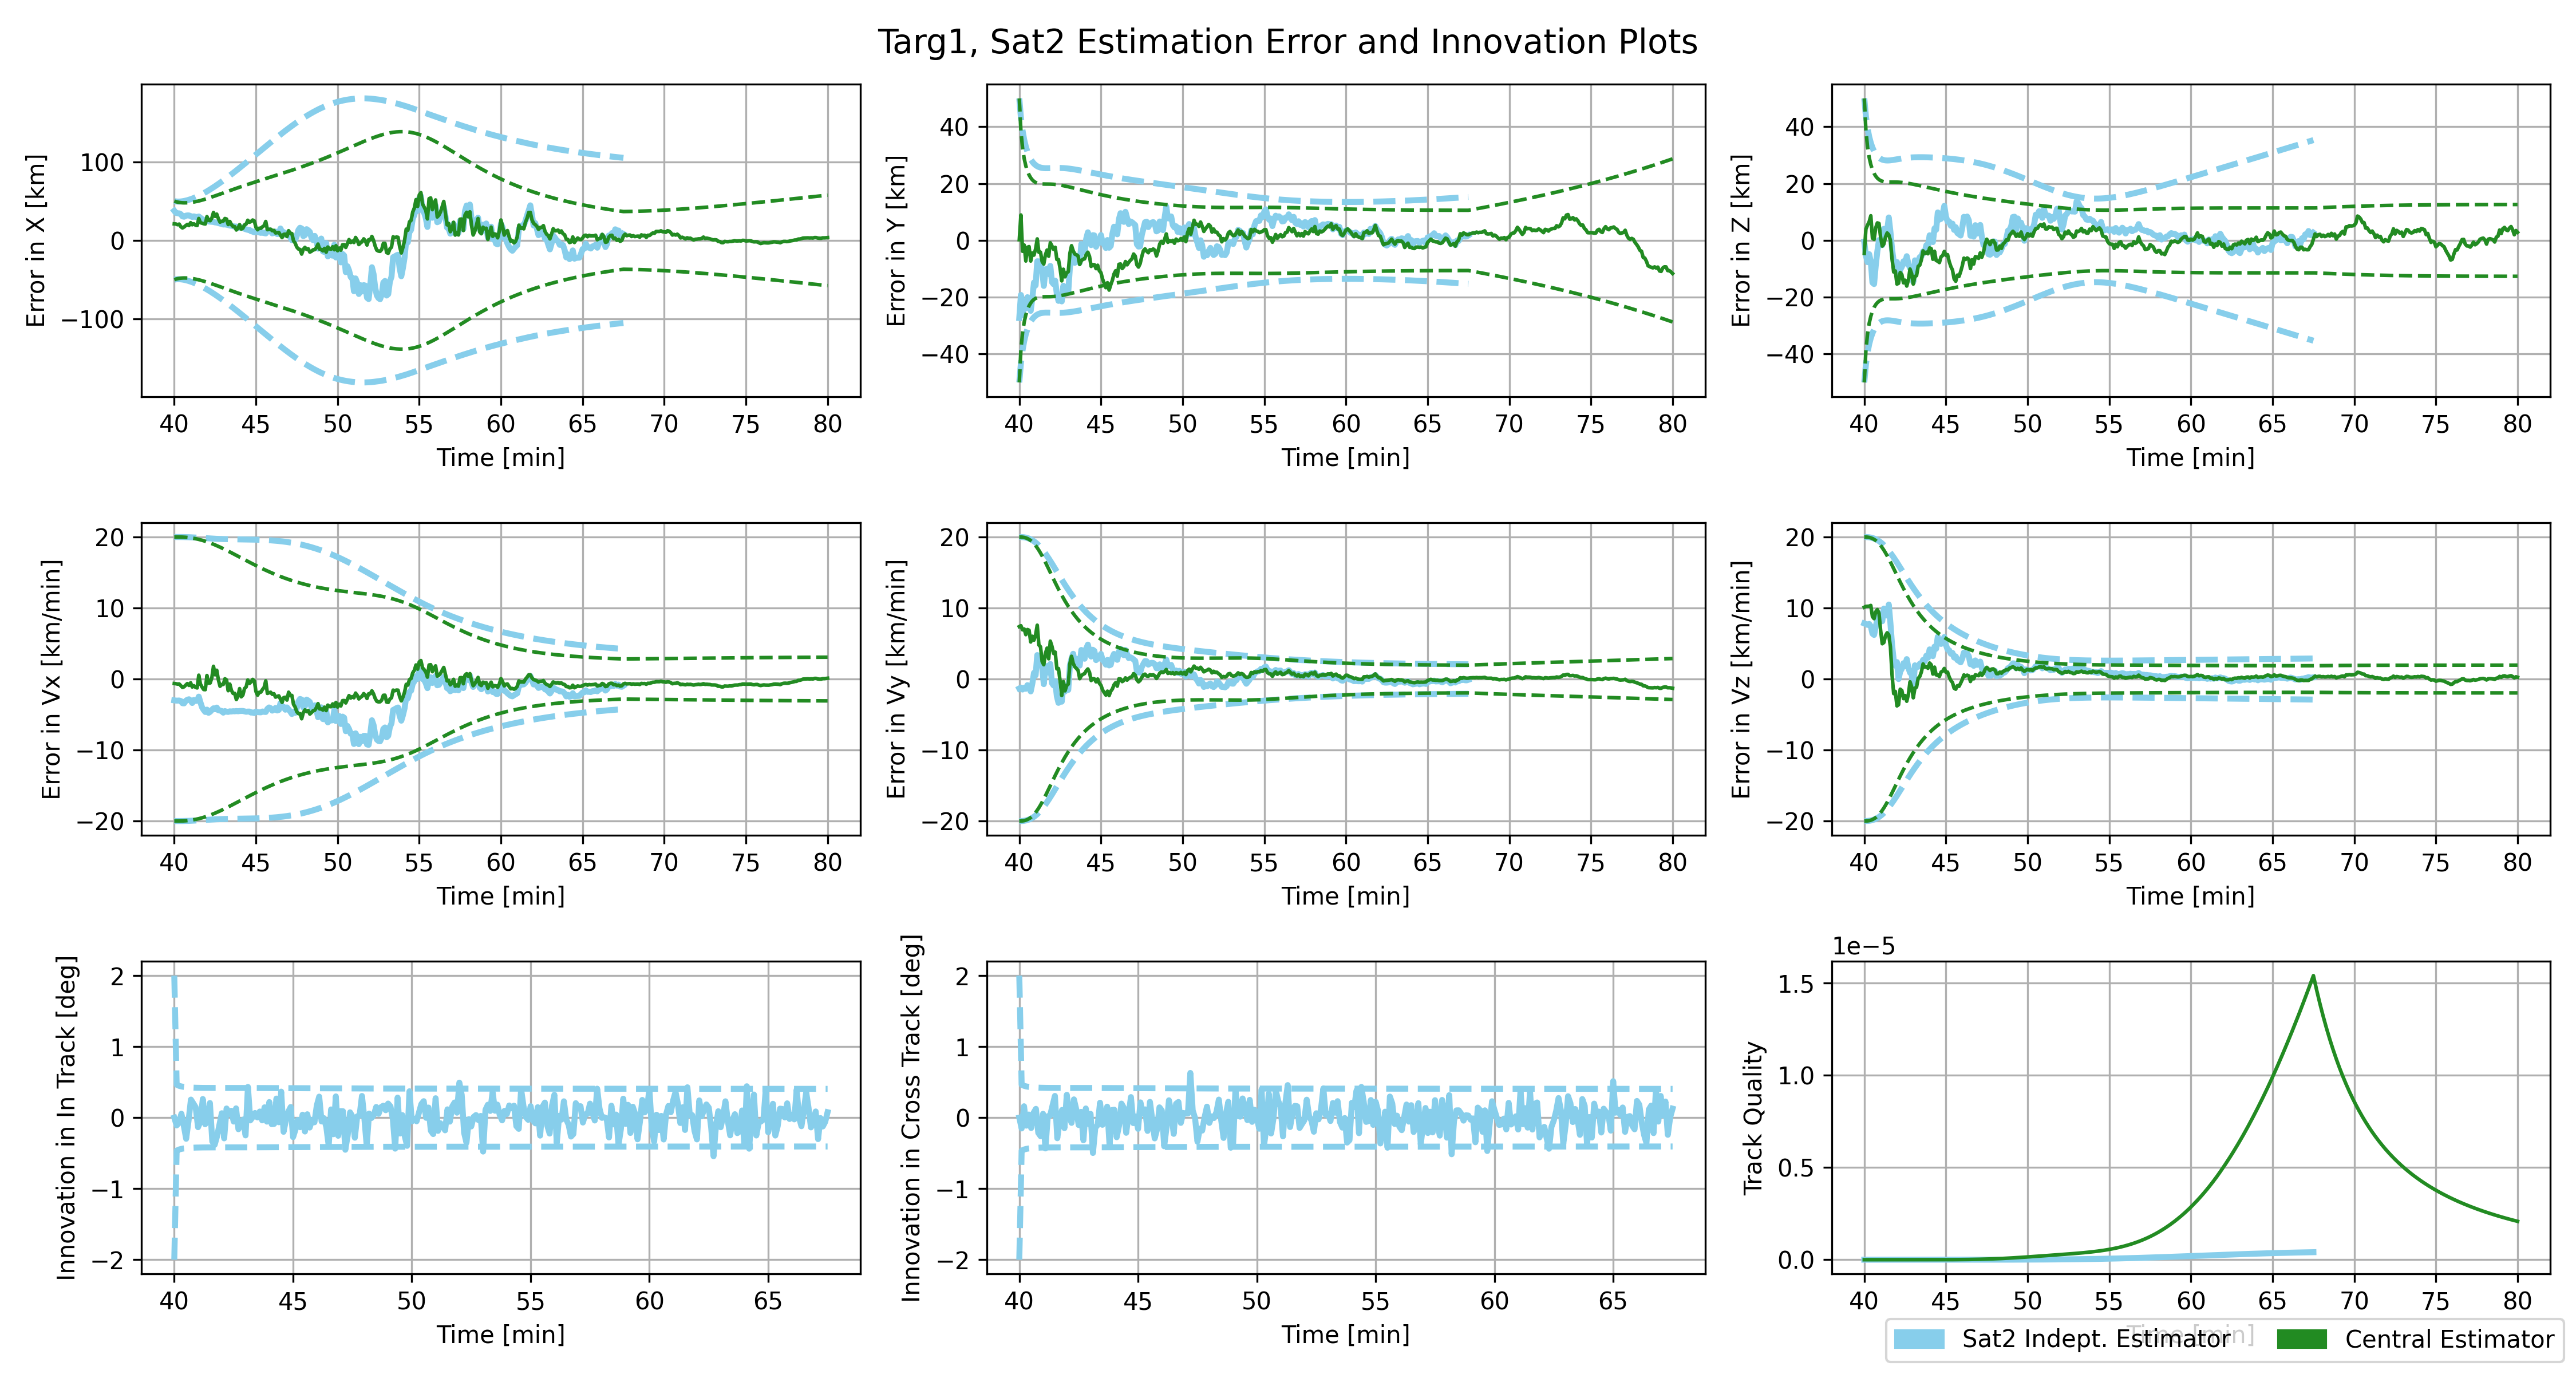 Targ1, Sat2 Estimation Error and Innovation Plots
Error in X [km]
100
0
−100
40 45 50 55 60 65 70 75 80
Time [min]
Error in Y [km]
40
20
0
−20
−40
40 45 50 55 60 65 70 75 80
Time [min]
Error in Z [km]
40
20
0
−20
−40
40 45 50 55 60 65 70 75 80
Time [min]
Error in Vx [km/min]
20
10
0
−10
−20
40 45 50 55 60 65 70 75 80
Time [min]
Error in Vy [km/min]
20
10
0
−10
−20
40 45 50 55 60 65 70 75 80
Time [min]
Error in Vz [km/min]
20
10
0
−10
−20
40 45 50 55 60 65 70 75 80
Time [min]
Innovation in In Track [deg]
2
1
0
−1
−2
40 45 50 55 60 65
Time [min]
Innovation in Cross Track [deg]
2
1
0
−1
−2
40 45 50 55 60 65
Time [min]
1e−5
Track Quality
1.5
1.0
0.5
0.0
40 45 50 55 60 65 70 75 80
Time [min]
Sat2 Indept. Estimator Central Estimator